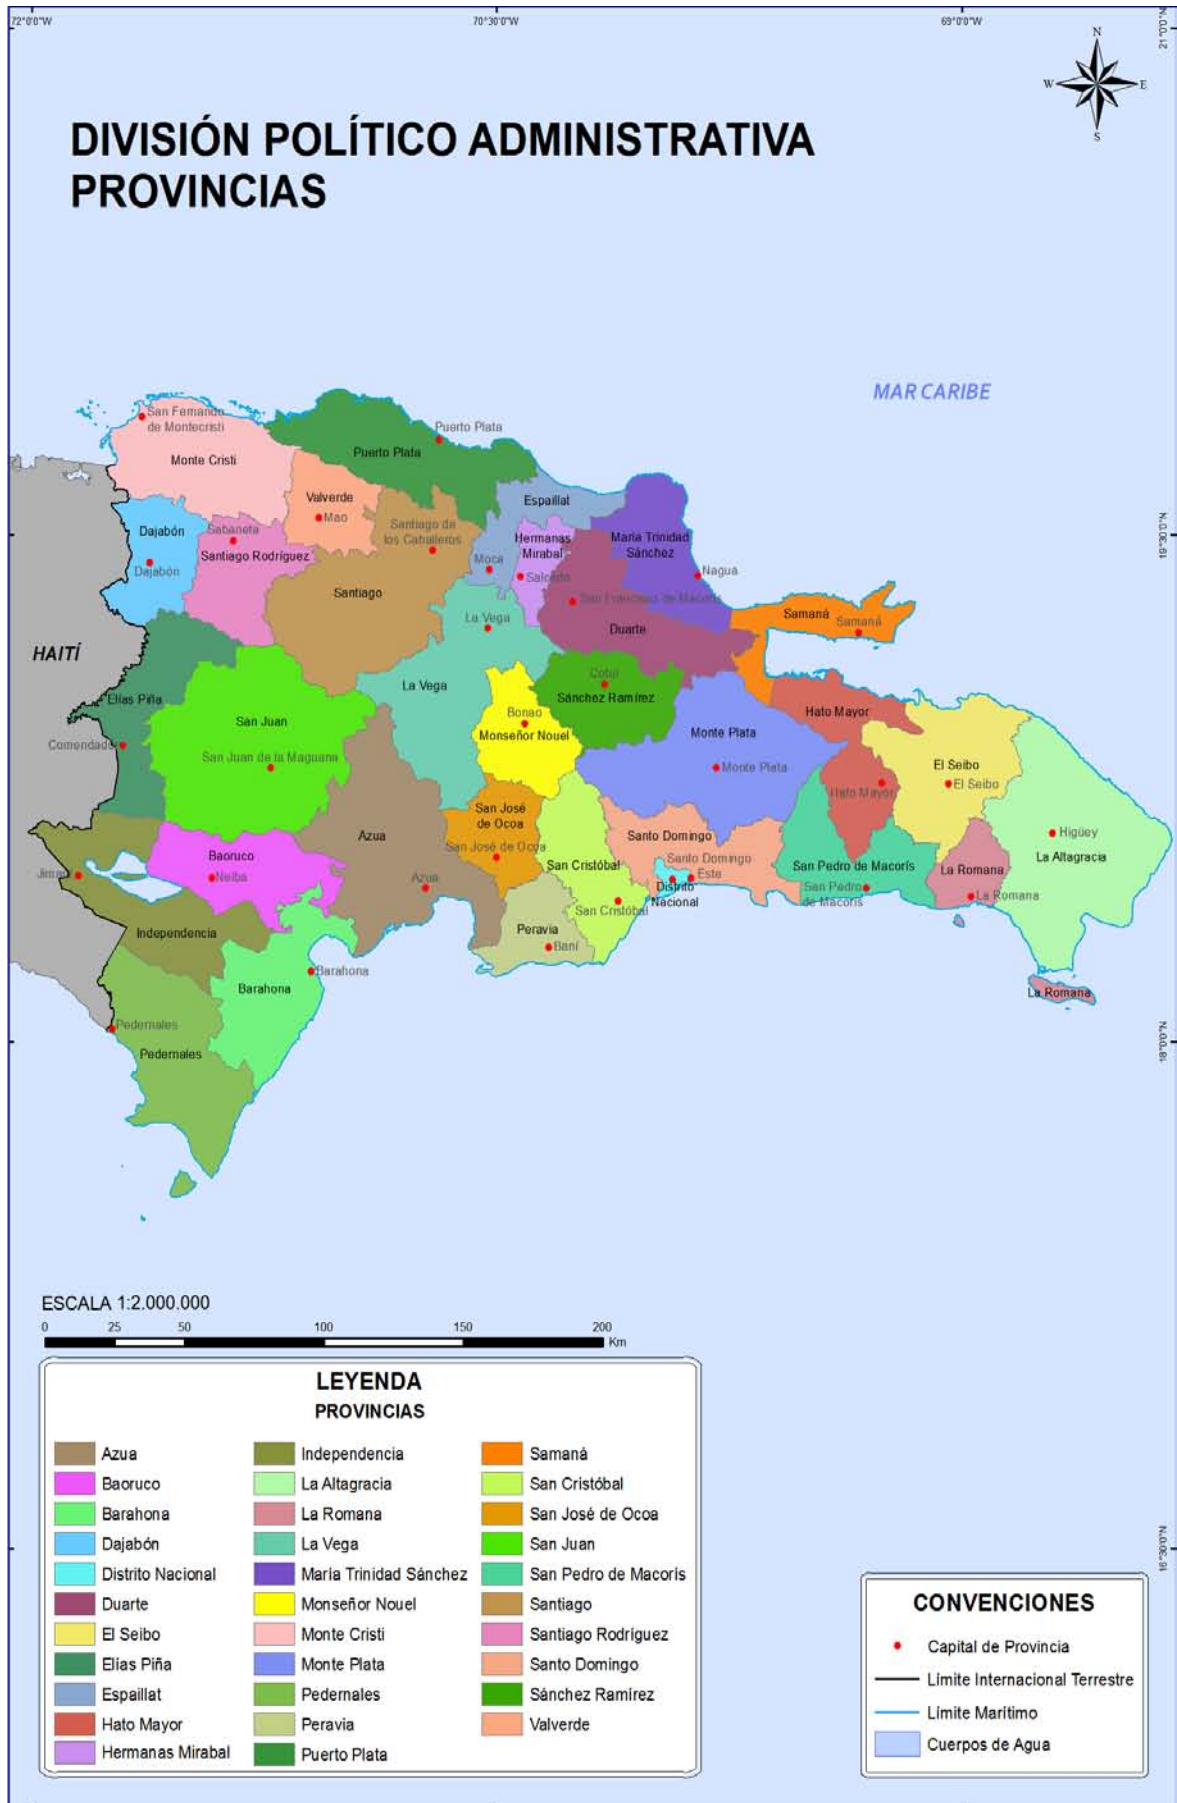 72°0'0"W
70°30'0"W
69°0'0"W
21°0'0"N
N
W
E
S
DIVISIÓN POLÍTICO ADMINISTRATIVA
PROVINCIAS
MAR CARIBE
San Fernando
de Montecristi
Monte Cristi
Puerto Plata
Puerto Plata
Valverde
Mao
Espaillat
Dajabón
Dajabón
Sabaneta
Santiago Rodríguez
Santiago de
los Caballeros
Santiago
Moca
Hermanas
Mirabal
Salcedo
María Trinidad
Sánchez
Nagua
19°30'0"N
San Francisco de Macorís
Duarte
Samaná
Samaná
La Vega
La Vega
HAITÍ
Elías Piña
Comendador
San Juan
San Juan de la Maguana
Cotuí
Sánchez Ramírez
Bonao
Monseñor Nouel
Monte Plata
Monte Plata
Hato Mayor
Hato Mayor
El Seibo
El Seibo
Higüey
La Altagracia
Azua
Azua
San José
de Ocoa
San José de Ocoa
San Cristóbal
San Cristóbal
Santo Domingo
Santo Domingo
Este
Distrito
Nacional
San Pedro de Macorís
San Pedro
de Macorís
La Romana
La Romana
Baoruco
Neiba
Jimaní
Independencia
Peravia
Baní
Barahona
Barahona
La Romana
Pedernales
Pedernales
18°0'0"N
ESCALA 1:2.000.000
0 25 50 100 150 200
Km
LEYENDA
PROVINCIAS
Azua
Baoruco
Barahona
Dajabón
Distrito Nacional
Duarte
El Seibo
Elías Piña
Espaillat
Hato Mayor
Hermanas Mirabal
Independencia
La Altagracia
La Romana
La Vega
María Trinidad Sánchez
Monseñor Nouel
Monte Cristi
Monte Plata
Pedernales
Peravia
Puerto Plata
Samaná
San Cristóbal
San José de Ocoa
San Juan
San Pedro de Macorís
Santiago
Santiago Rodríguez
Santo Domingo
Sánchez Ramírez
Valverde
16°30'0"N
CONVENCIONES
Capital de Provincia
Límite Internacional Terrestre
Límite Marítimo
Cuerpos de Agua